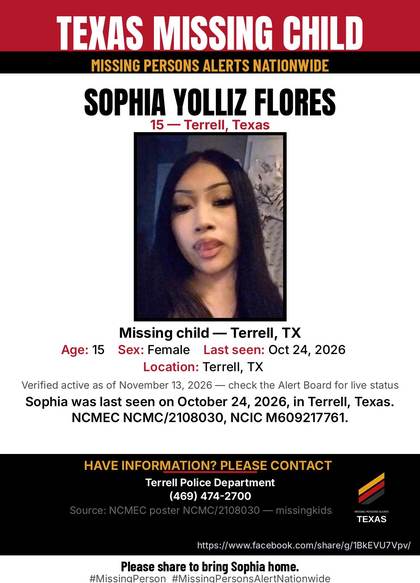 TEXAS MISSING CHILD
MISSING PERSONS ALERTS NATIONWIDE
SOPHIA YOLLIZ FLORES
15 — Terrell, Texas
Missing child — Terrell, TX
Age: 15 Sex: Female Last seen: Oct 24, 2026
Location: Terrell, TX
Verified active as of November 13, 2026 — check the Alert Board for live status
Sophia was last seen on October 24, 2026, in Terrell, Texas.
NCMEC NCMC/2108030, NCIC M609217761.
HAVE INFORMATION? PLEASE CONTACT
Terrell Police Department
(469) 474-2700
Source: NCMEC poster NCMC/2108030 — missingkids
MISSING PERSONS ALERTS
TEXAS
https://www.facebook.com/share/g/1BkEVU7Vpv/
Please share to bring Sophia home.
#MissingPerson #MissingPersonsAlertNationwide